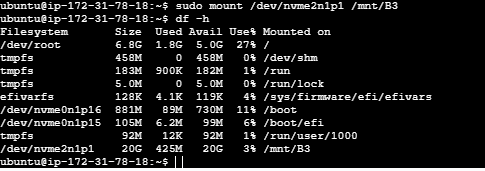 ubuntu@ip-172-31-78-18:~$ sudo mount /dev/nvme2n1p1 /mnt/B3
ubuntu@ip-172-31-78-18:~$ df -h
Filesystem      Size  Used Avail Use% Mounted on
/dev/root       6.8G  1.8G  5.0G  27% /
tmpfs           458M     0  458M   0% /dev/shm
tmpfs           183M  900K  182M   1% /run
tmpfs           5.0M     0  5.0M   0% /run/lock
efivarfs        128K  4.1K  119K   4% /sys/firmware/efi/efivars
/dev/nvme0n1p16 881M   89M  730M  11% /boot
/dev/nvme0n1p15 105M  6.2M   99M   6% /boot/efi
tmpfs            92M   12K   92M   1% /run/user/1000
/dev/nvme2n1p1   20G  425M   20G   3% /mnt/B3
ubuntu@ip-172-31-78-18:~$